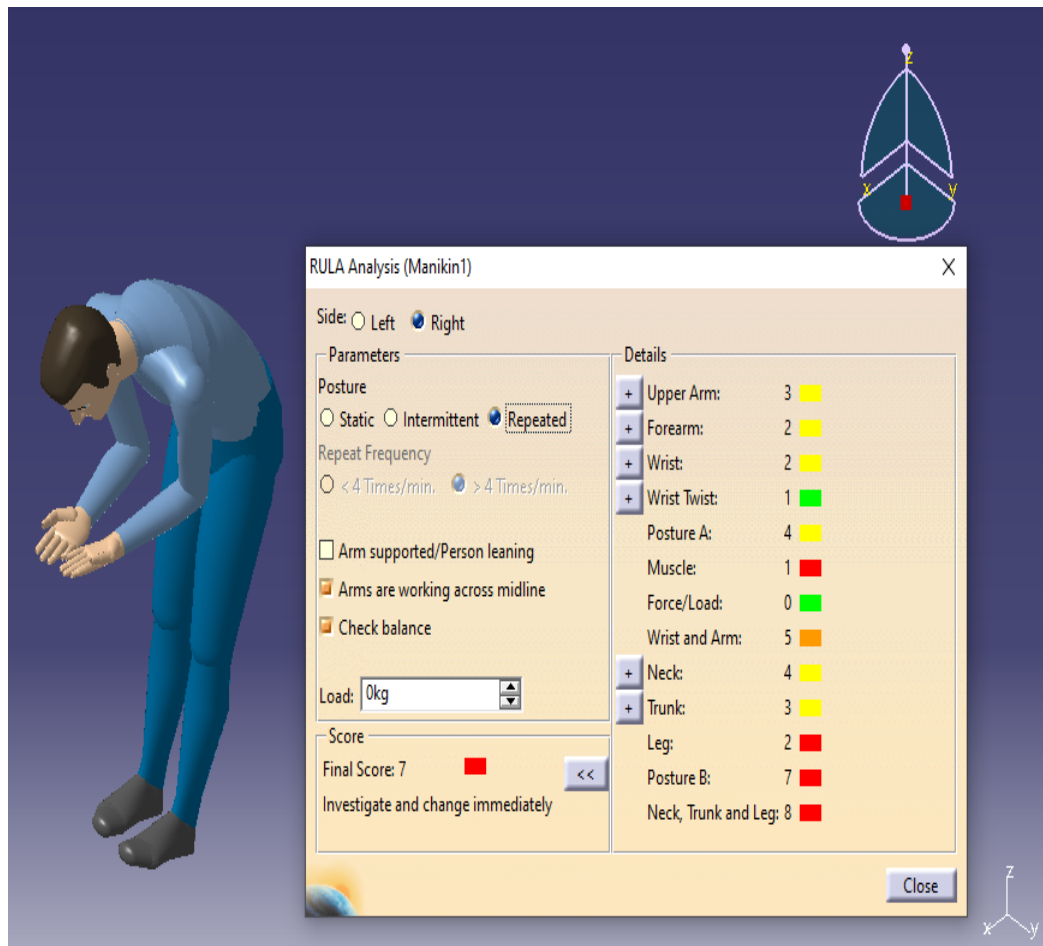 z
x y
RULA Analysis (Manikin1) X
Side: Left Right
Parameters
Posture
Static Intermittent Repeated
Repeat Frequency
< 4 Times/min. > 4 Times/min.
Arm supported/Person leaning
Arms are working across midline
Check balance
Load: 0kg
Score
Final Score: 7
<<
Investigate and change immediately
Details
+ Upper Arm: 3
+ Forearm: 2
+ Wrist: 2
+ Wrist Twist: 1
Posture A: 4
Muscle: 1
Force/Load: 0
Wrist and Arm: 5
+ Neck: 4
+ Trunk: 3
Leg: 2
Posture B: 7
Neck, Trunk and Leg: 8
Close
z
x y